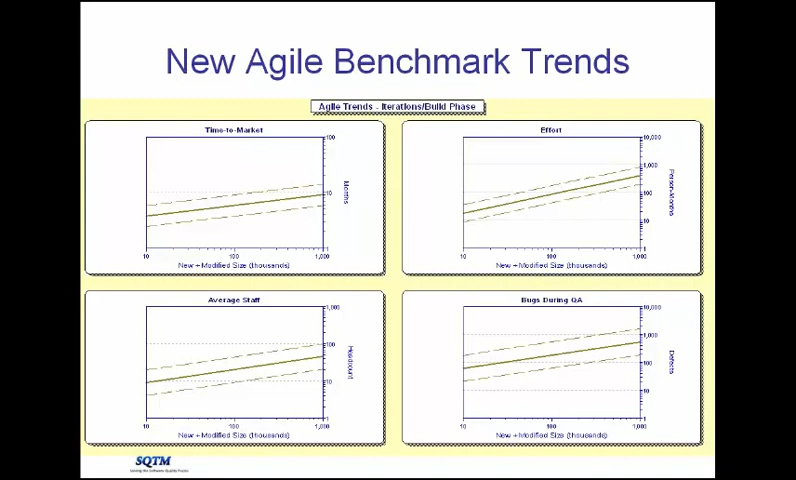 New Agile Benchmark Trends
Agile Trends - Iterations/Build Phase
Time-to-Market
100
10
1
Months
10 100 1,000
New + Modified Size (thousands)
Effort
10,000
1,000
100
10
1
Person-Months
10 100 1,000
New + Modified Size (thousands)
Average Staff
1,000
100
10
1
Headcount
10 100 1,000
New + Modified Size (thousands)
Bugs During QA
10,000
1,000
100
10
1
Defects
10 100 1,000
New + Modified Size (thousands)
SQTM